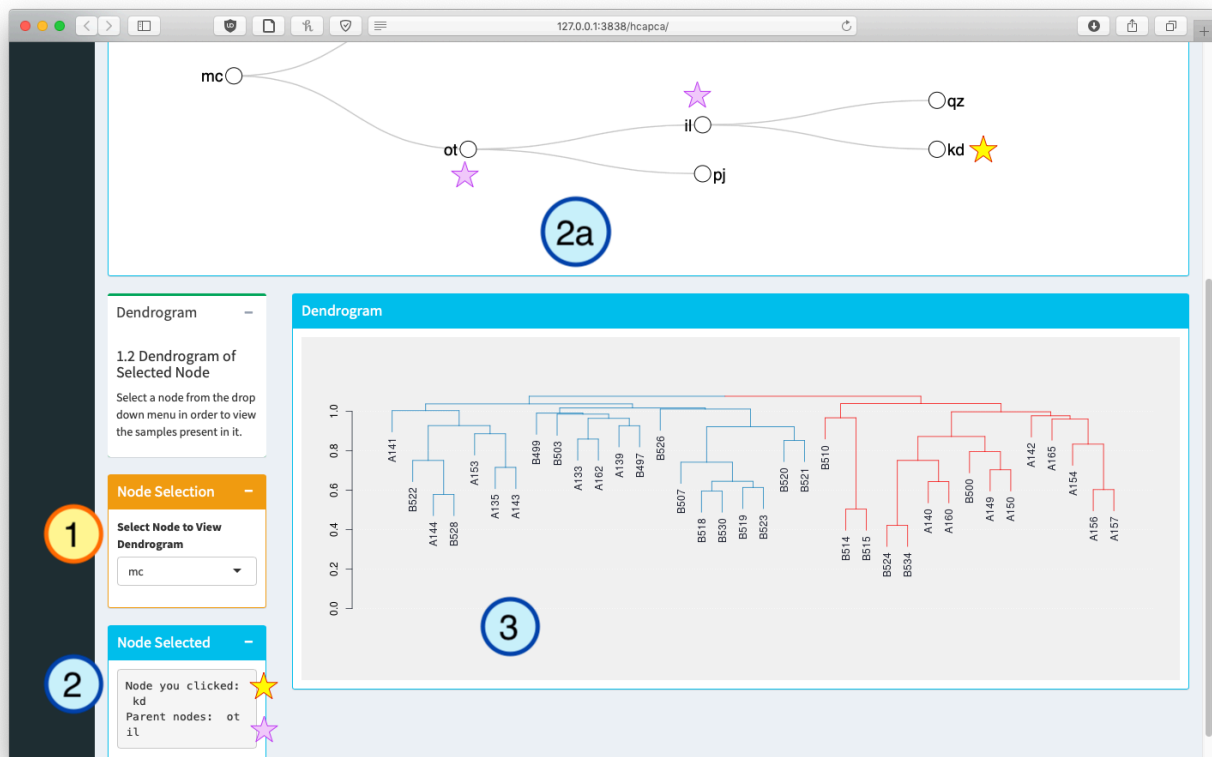 127.0.0.1:3838/hcapca/
mc
qz
il
ot
kd
pj
2a
Dendrogram
1.2 Dendrogram of
Selected Node
Select a node from the drop
down menu in order to view
the samples present in it.
Node Selection
1
Select Node to View
Dendrogram
mc
Node Selected
2
Node you clicked:
kd
Parent nodes: ot
il
Dendrogram
1.0
0.8
0.6
0.4
0.2
0.0
A141
B522
A144
B528
A153
A135
A143
B499
B503
A133
A162
A139
B497
B526
B507
B518
B530
B519
B523
B520
B521
B510
B514
B515
B524
B534
A140
A160
B500
A149
A150
A142
A165
A154
A156
A157
3